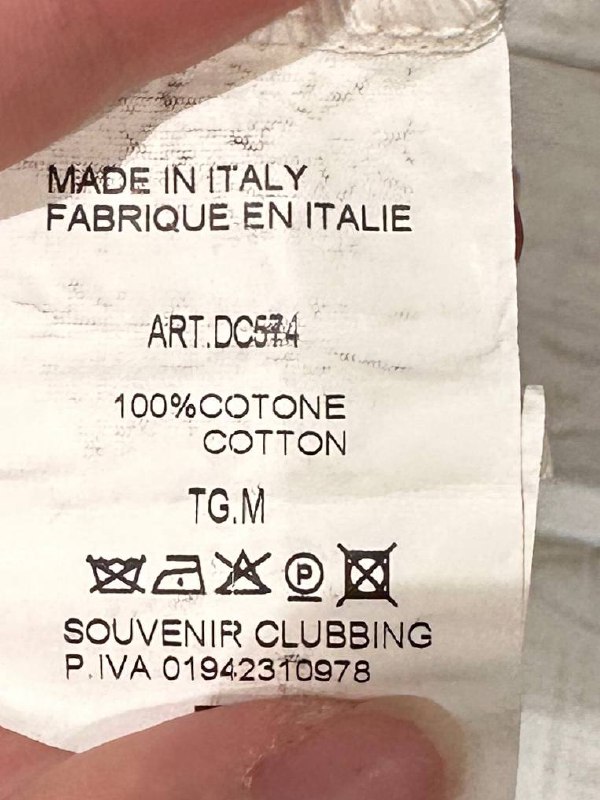 MADE IN ITALY
FABRIQUE EN ITALIE
ART.DC574
100%COTONE
COTTON
TG.M
P
SOUVENIR CLUBBING
P.IVA 01942310978